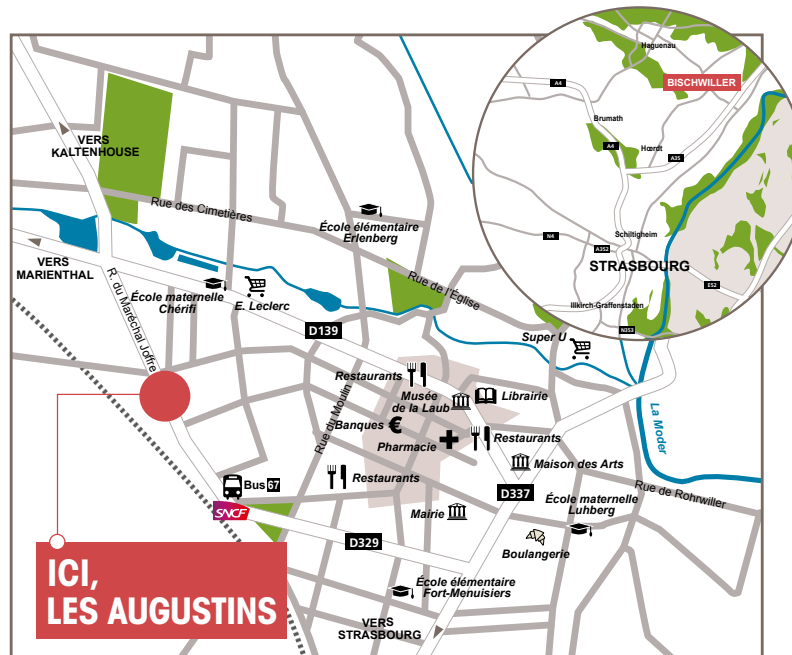 Haguenau
BISCHWILLER
A4
Brumath
A4
Hœrdt
A35
Schiltigheim
N4
A352
STRASBOURG
E52
Illkirch-Graffenstaden
N353
VERS
KALTENHOUSE
Rue des Cimetières
École élémentaire
Erlenberg
VERS
MARIENTHAL
R. du Maréchal Joffre
École maternelle
Chérifi
E. Leclerc
Rue de l'Église
D139
Super U
Restaurants
Musée
de la Laub
Librairie
Rue du Moulin
Banques
Pharmacie
Restaurants
La Moder
Maison des Arts
Restaurants
Bus 67
SNCF
D337
Rue de Rohrwiller
École maternelle
Luhberg
Mairie
D329
Boulangerie
ICI,
LES AUGUSTINS
École élémentaire
Fort-Menuisiers
VERS
STRASBOURG